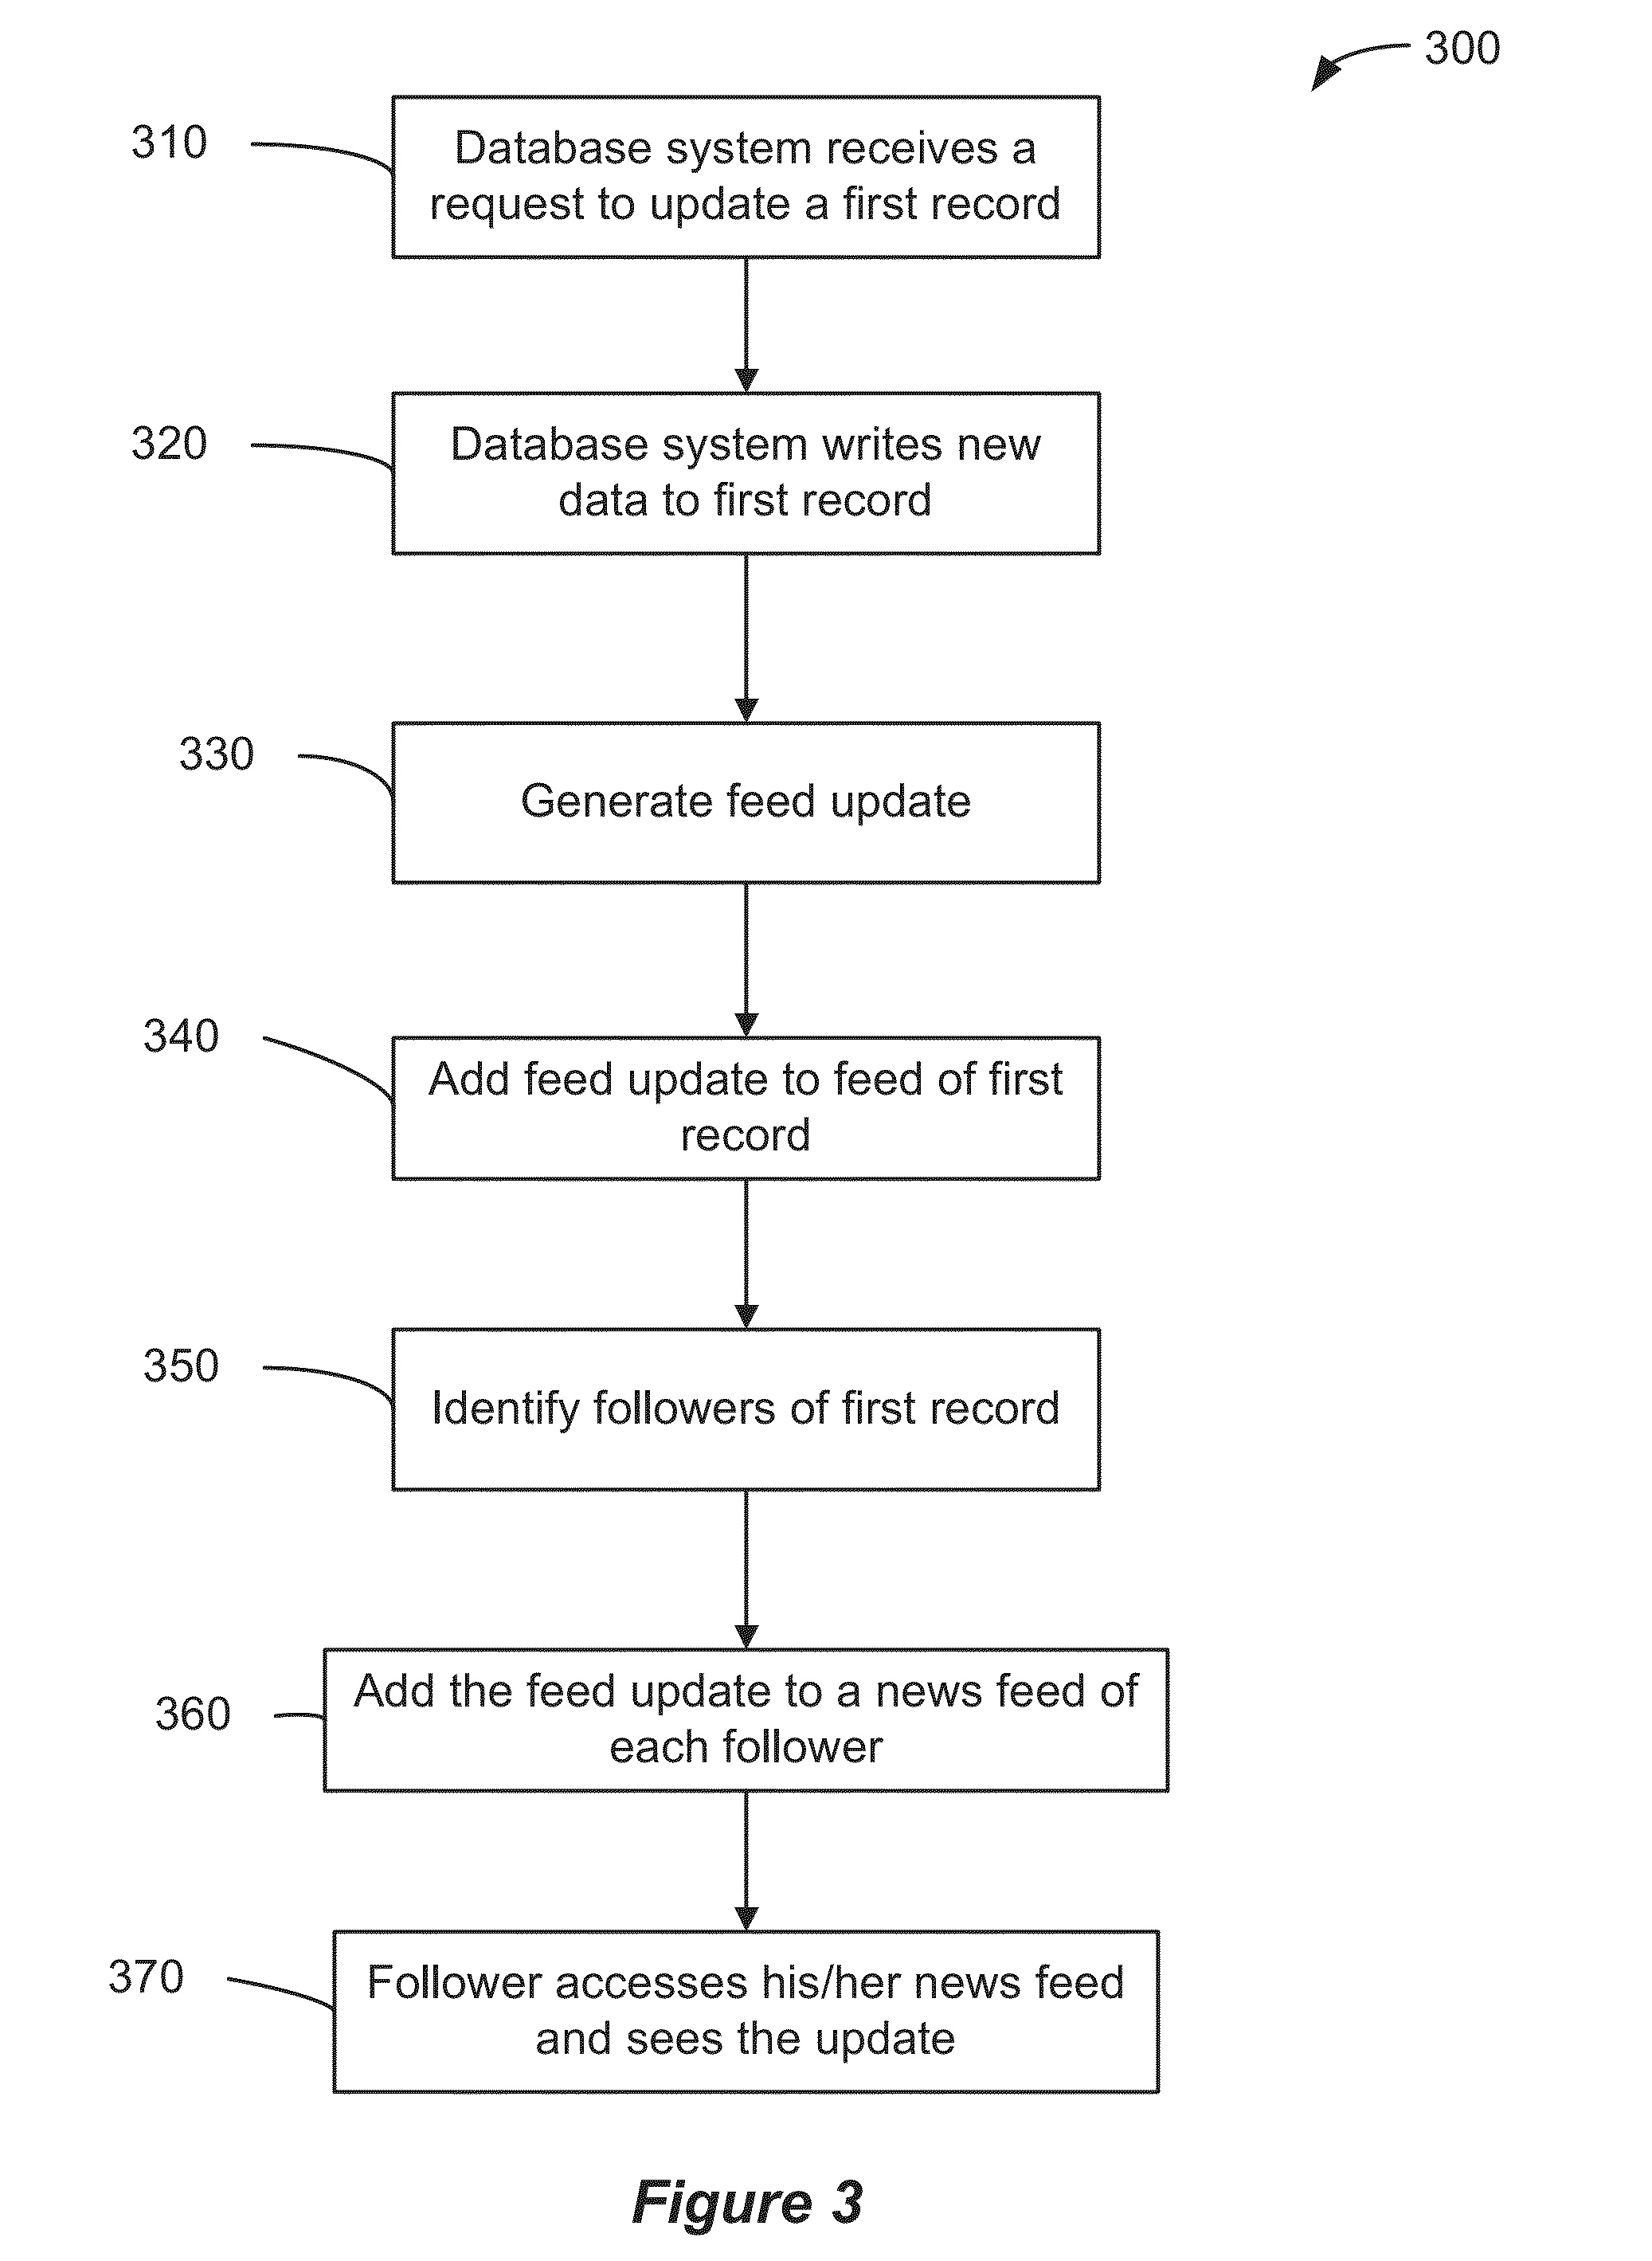 300
310
Database system receives a
request to update a first record
320
Database system writes new
data to first record
330
Generate feed update
340
Add feed update to feed of first
record
350
Identify followers of first record
360
Add the feed update to a news feed of
each follower
370
Follower accesses his/her news feed
and sees the update
Figure 3